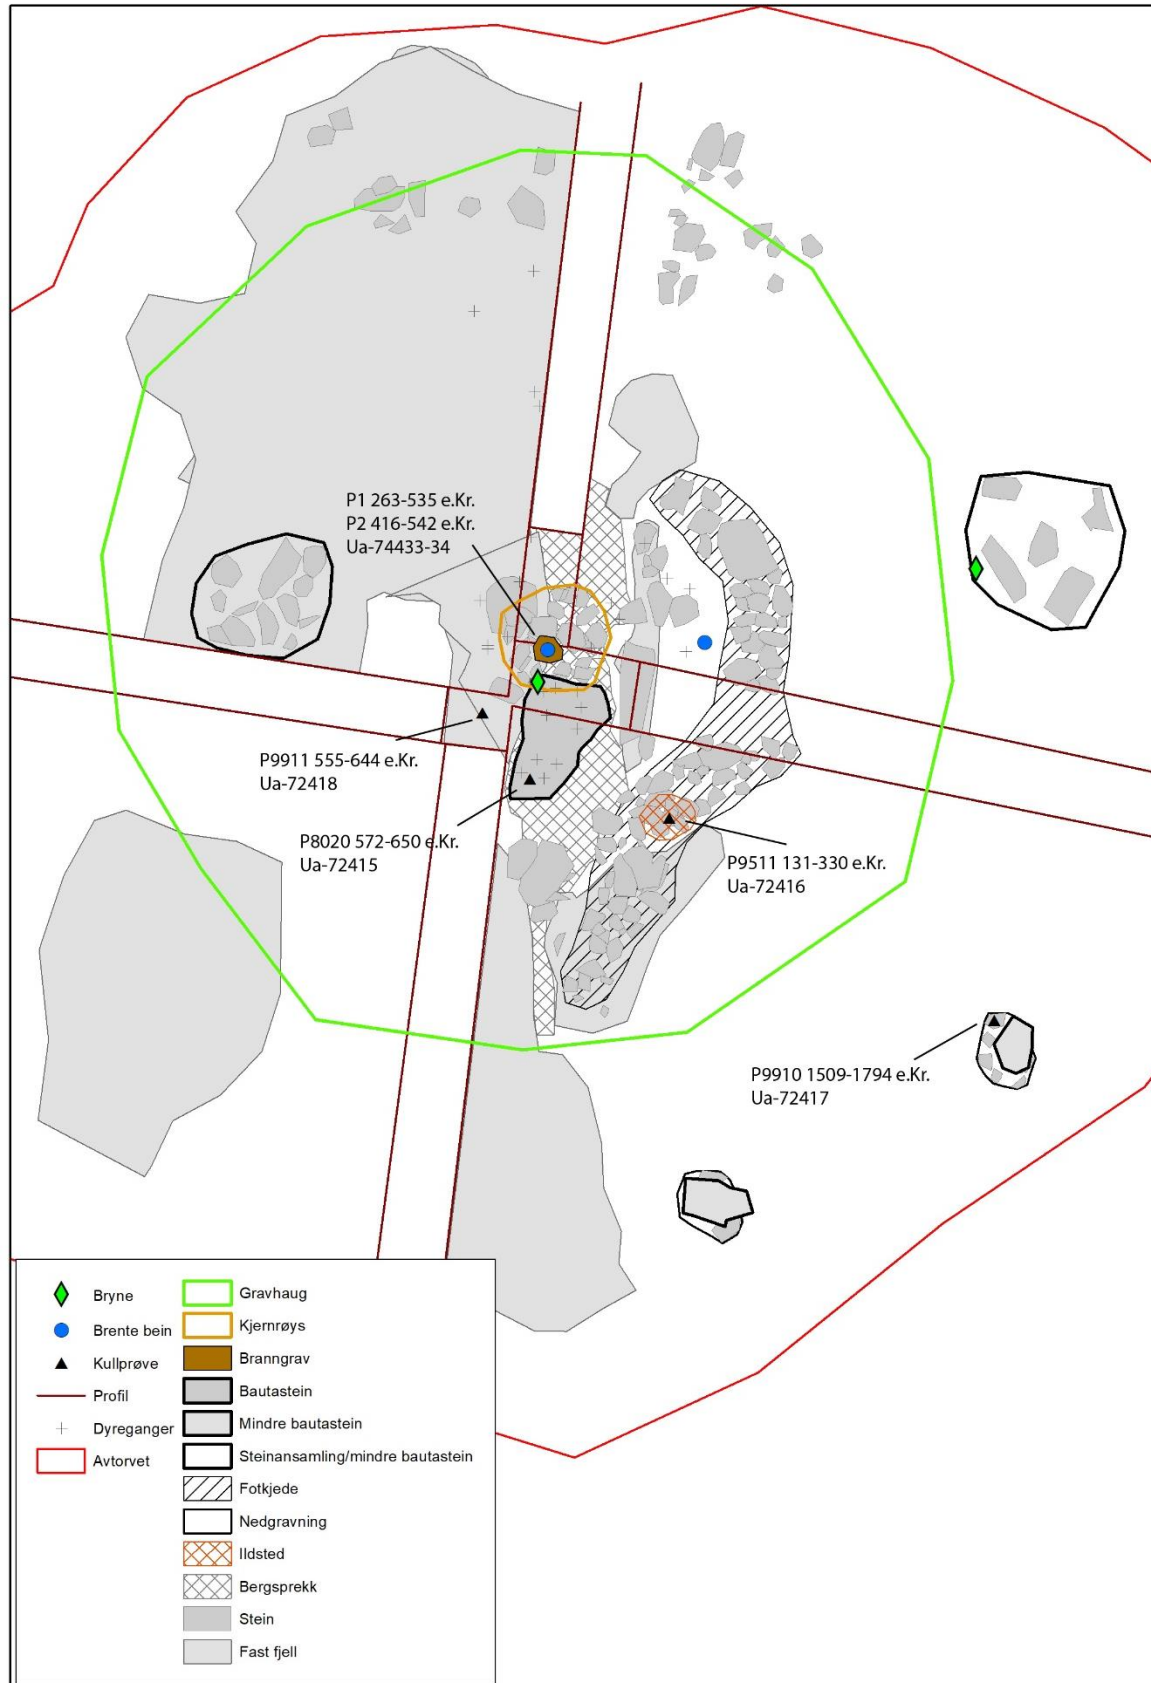 P1 263-535 e.Kr.
P2 416-542 e.Kr.
Ua-74433-34
P9911 555-644 e.Kr.
Ua-72418
P8020 572-650 e.Kr.
Ua-72415
P9511 131-330 e.Kr.
Ua-72416
P9910 1509-1794 e.Kr.
Ua-72417
Bryne
Brente bein
Kullprøve
Profil
Dyreganger
Avtorvet
Gravhaug
Kjernrøys
Branngrav
Bautastein
Mindre bautastein
Steinansamling/mindre bautastein
Fotkjede
Nedgravning
Ildsted
Bergsprekk
Stein
Fast fjell